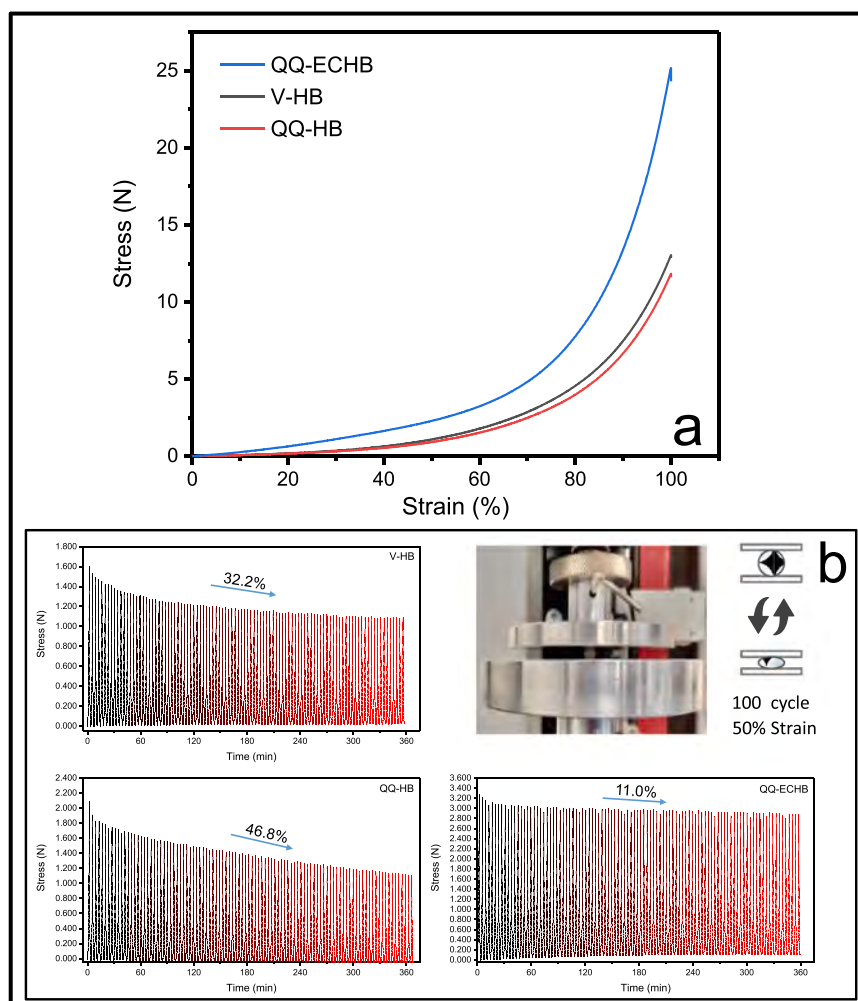 QQ-ECHB
V-HB
QQ-HB
Stress (N)
25
20
15
10
5
0
0 20 40 60 80 100
Strain (%)
a
V-HB
32.2%
Stress (N)
1.800
1.600
1.400
1.200
1.000
0.800
0.600
0.400
0.200
0.000
0 60 120 180 240 300 360
Time (min)
b
100 cycle
50% Strain
QQ-HB
46.8%
Stress (N)
2.400
2.200
2.000
1.800
1.600
1.400
1.200
1.000
0.800
0.600
0.400
0.200
0.000
0 60 120 180 240 300 360
Time (min)
QQ-ECHB
11.0%
Stress (N)
3.600
3.400
3.200
3.000
2.800
2.600
2.400
2.200
2.000
1.800
1.600
1.400
1.200
1.000
0.800
0.600
0.400
0.200
0.000
0 60 120 180 240 300 360
Time (min)